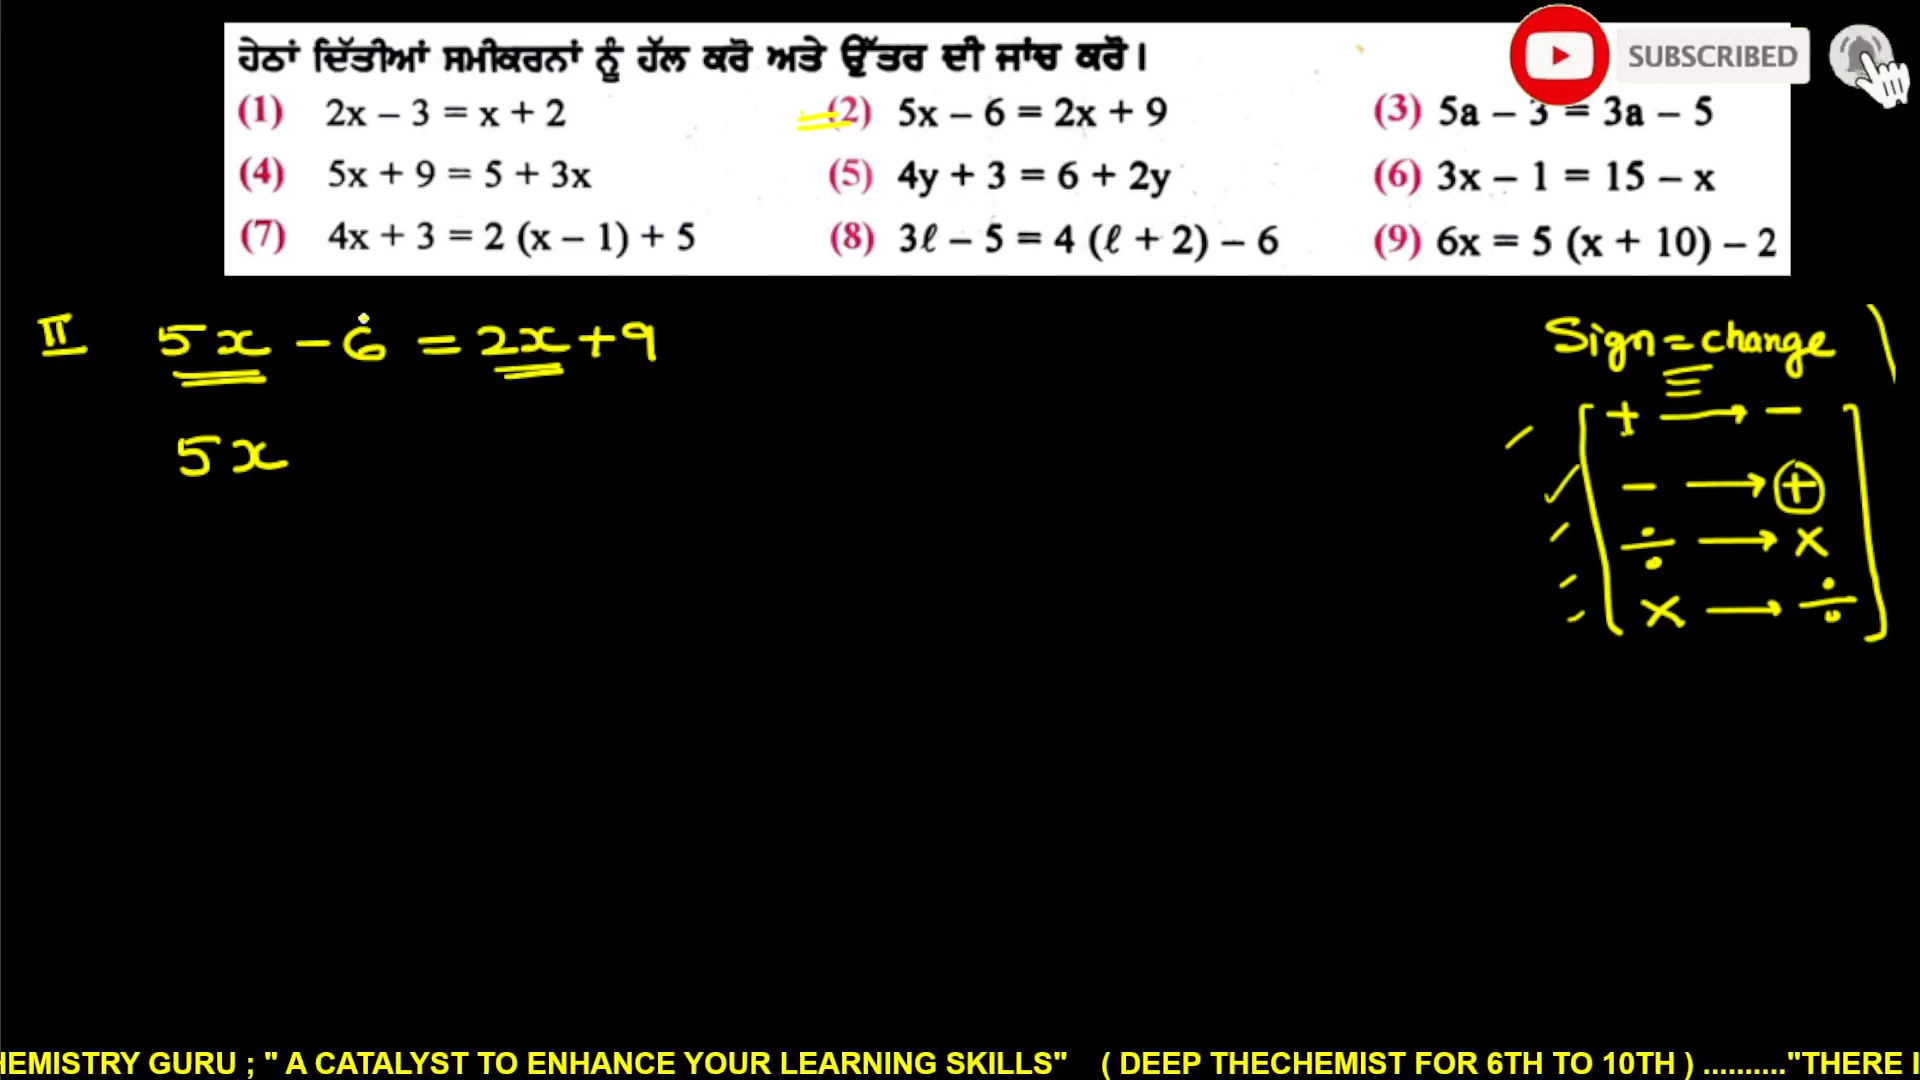 ਹੇਠਾਂ ਦਿੱਤੀਆਂ ਸਮੀਕਰਨਾਂ ਨੂੰ ਹੱਲ ਕਰੋ ਅਤੇ ਉੱਤਰ ਦੀ ਜਾਂਚ ਕਰੋ।
SUBSCRIBED
(1) 2x – 3 = x + 2 (2) 5x – 6 = 2x + 9 (3) 5a – 3 = 3a – 5
(4) 5x + 9 = 5 + 3x (5) 4y + 3 = 6 + 2y (6) 3x – 1 = 15 – x
(7) 4x + 3 = 2 (x – 1) + 5 (8) 3ℓ – 5 = 4 (ℓ + 2) – 6 (9) 6x = 5 (x + 10) – 2
II 5x - 6 = 2x + 9
5x
Sign = change
+ → -
- → +
÷ → ×
× → ÷
HEMISTRY GURU ; " A CATALYST TO ENHANCE YOUR LEARNING SKILLS" ( DEEP THECHEMIST FOR 6TH TO 10TH ) .........."THERE I